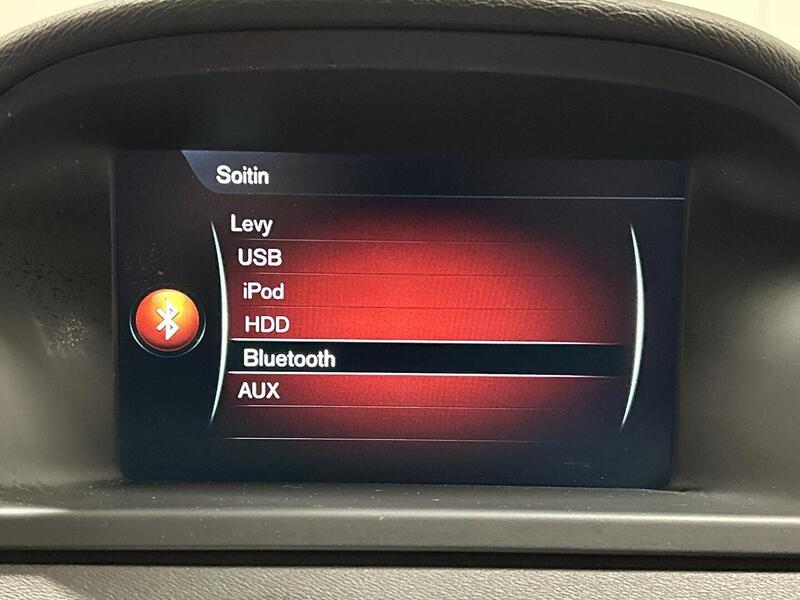 Soitin
Levy
USB
iPod
HDD
Bluetooth
AUX